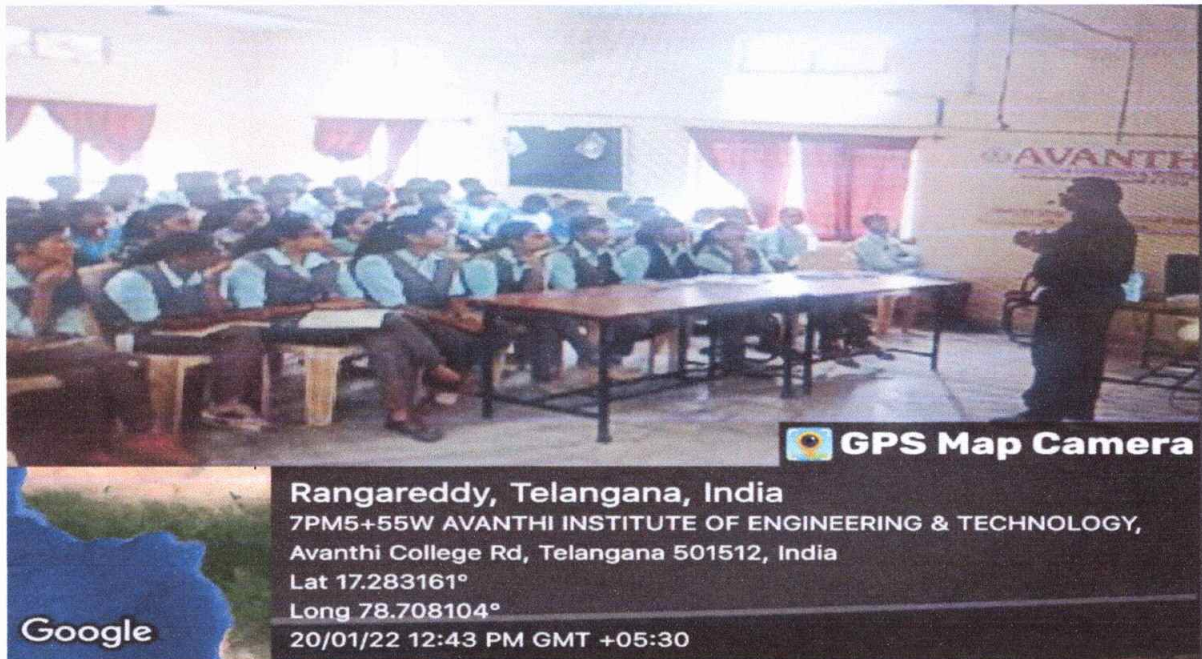 AVANTH
GPS Map Camera
Rangareddy, Telangana, India
7PM5+55W AVANTHI INSTITUTE OF ENGINEERING & TECHNOLOGY,
Avanthi College Rd, Telangana 501512, India
Lat 17.283161°
Long 78.708104°
20/01/22 12:43 PM GMT +05:30
Google